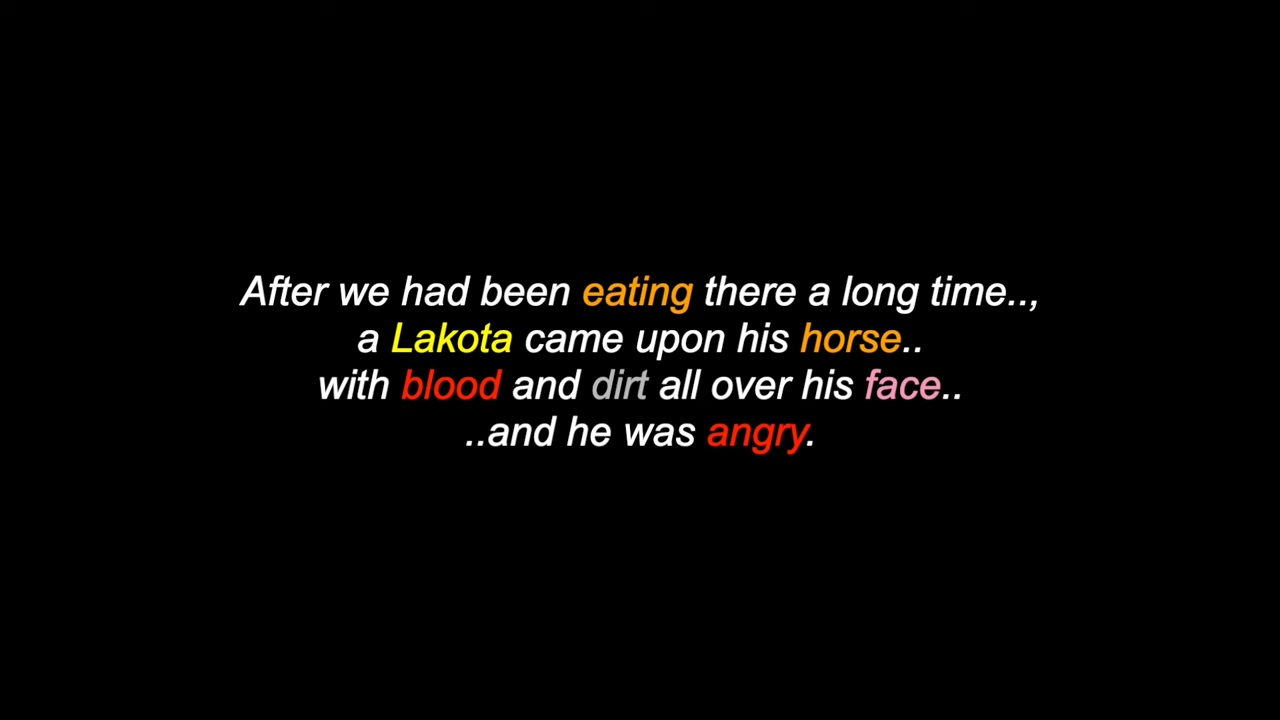 After we had been eating there a long time..,
a Lakota came upon his horse..
with blood and dirt all over his face..
..and he was angry.